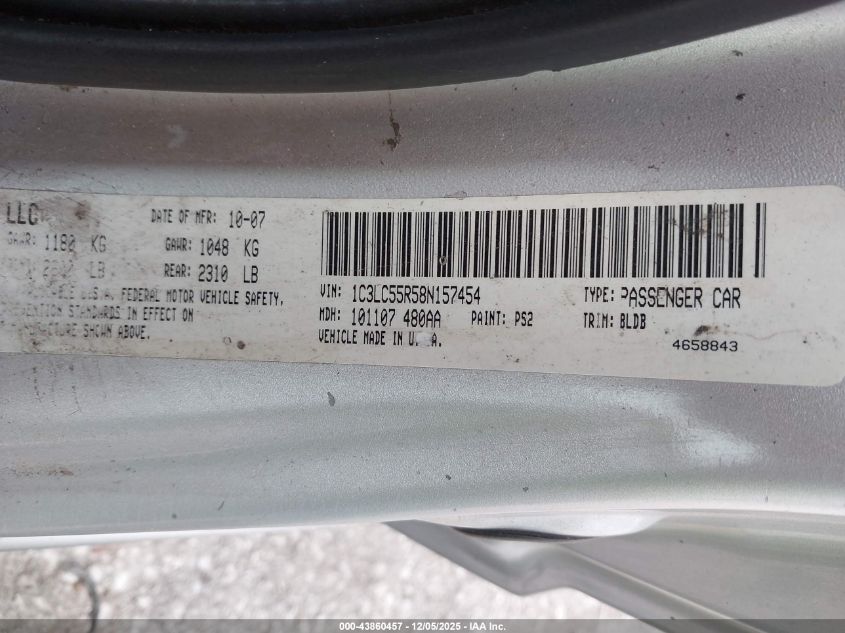 LLC DATE OF MFR: 10-07
GAWR: 1180 KG GAWR: 1048 KG
LB REAR: 2310 LB
U.S.A. FEDERAL MOTOR VEHICLE SAFETY,
STANDARDS IN EFFECT ON
SHOWN ABOVE.
VIN: 1C3LC55R58N157454 TYPE: PASSENGER CAR
MDH: 101107 480AA PAINT: PS2 TRIM: BLDB
VEHICLE MADE IN U. A. 4658843
000-43860457 - 12/05/2025 - IAA Inc.